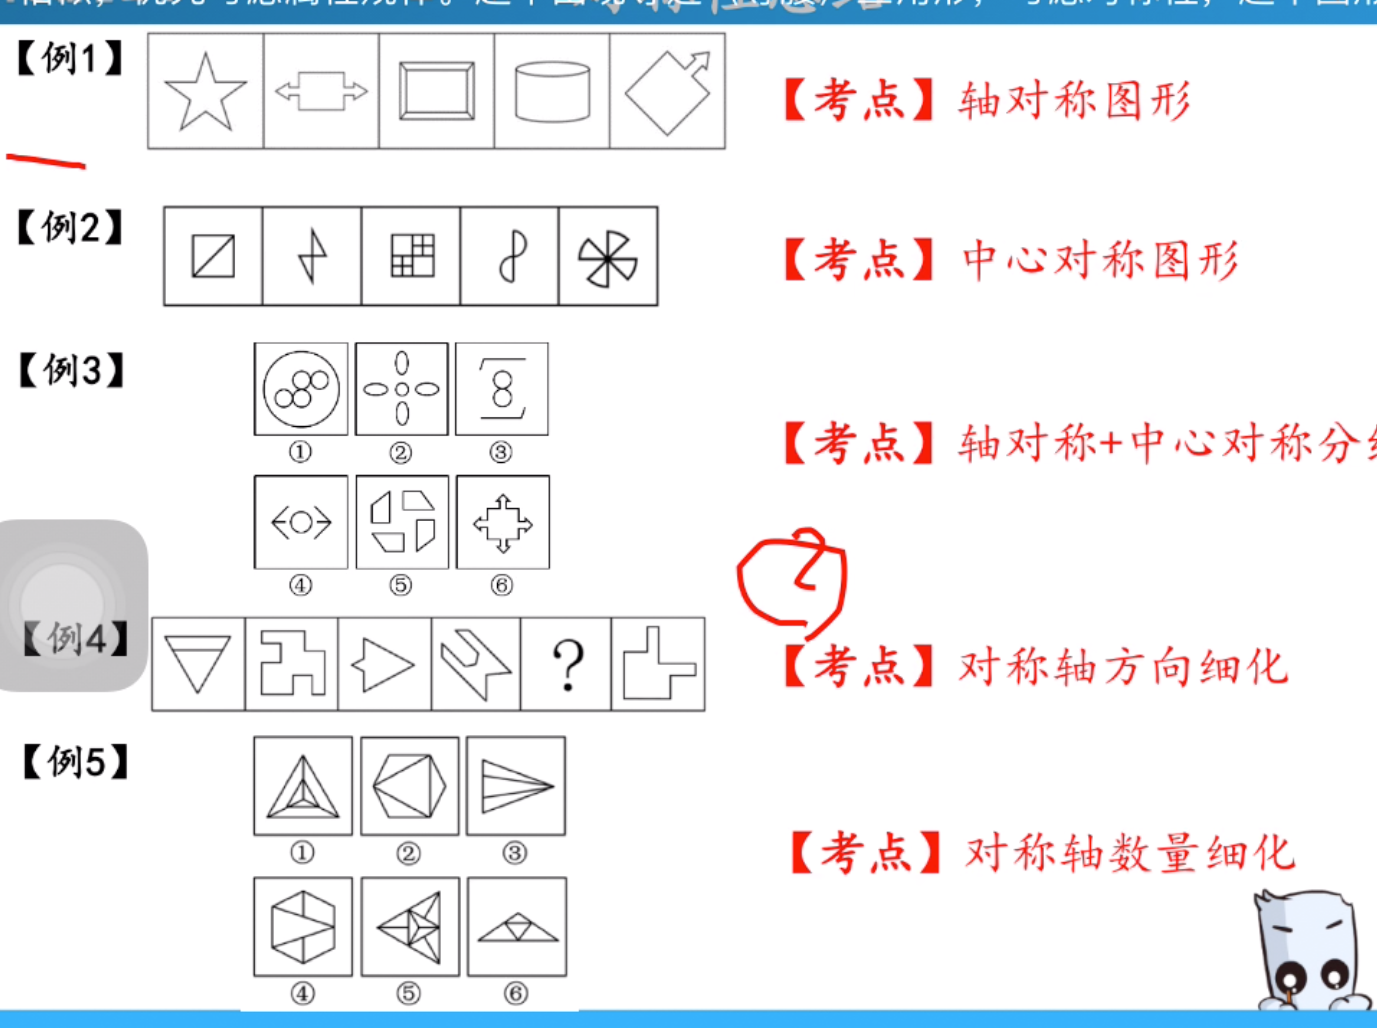 【例1】
【考点】轴对称图形
【例2】
【考点】中心对称图形
【例3】
① ② ③
【考点】轴对称+中心对称分
④ ⑤ ⑥
2
【例4】
?
【考点】对称轴方向细化
【例5】
① ② ③
【考点】对称轴数量细化
④ ⑤ ⑥